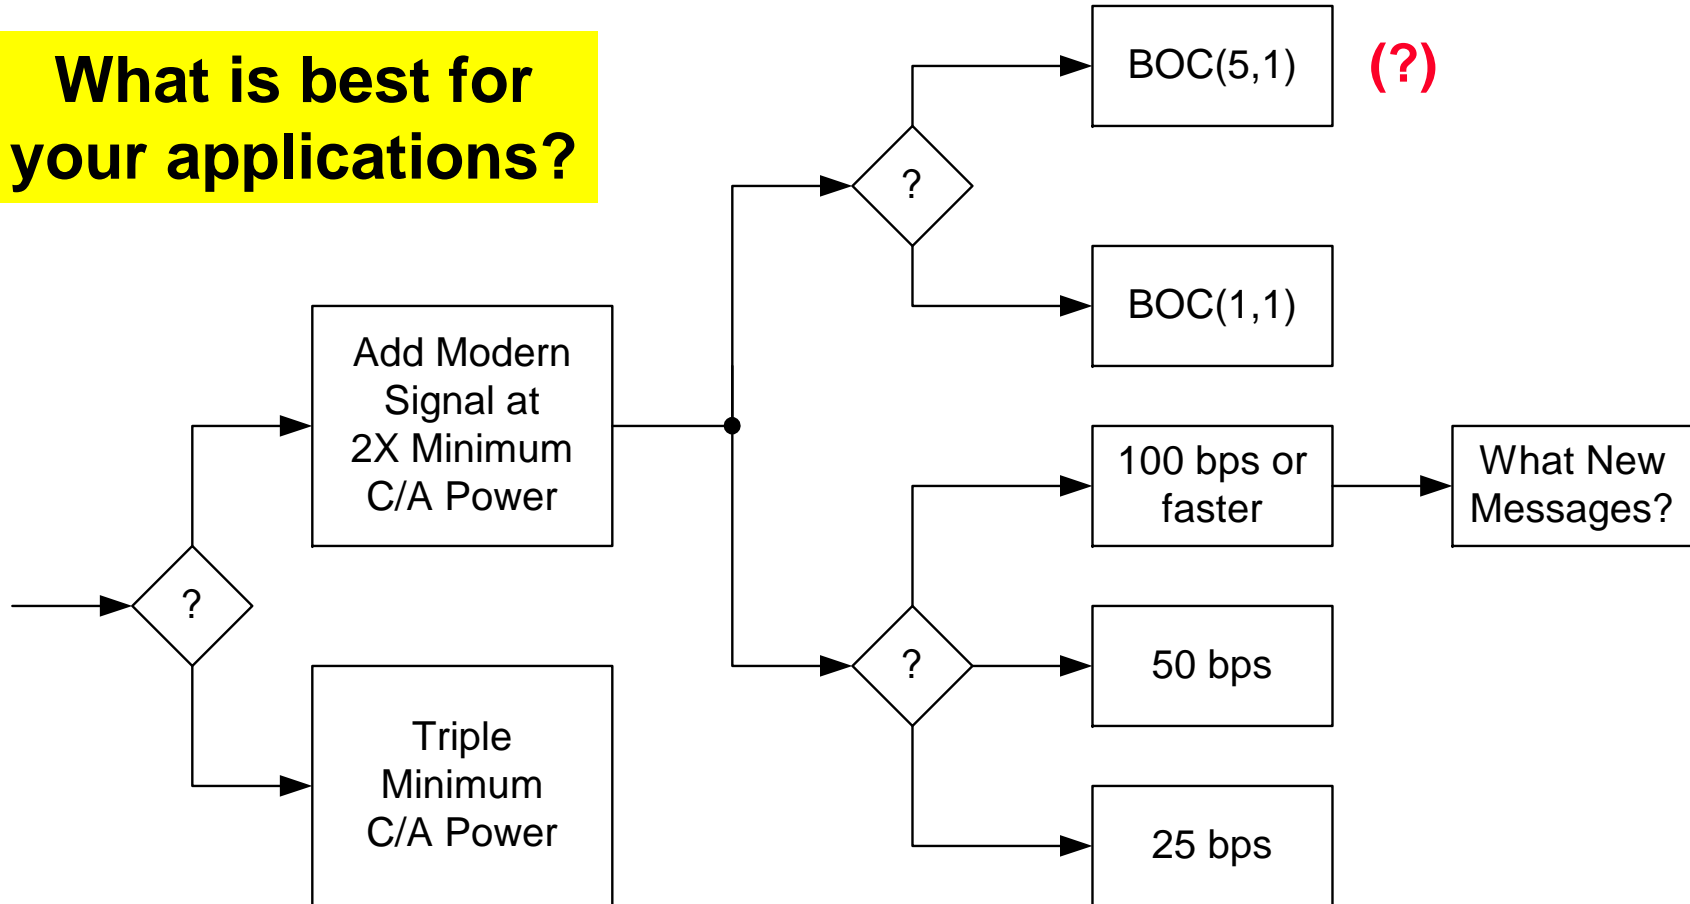 What is best for
your applications?
BOC(5,1)
(?)
?
BOC(1,1)
Add Modern
Signal at
2X Minimum
C/A Power
100 bps or
faster
What New
Messages?
?
?
50 bps
Triple
Minimum
C/A Power
25 bps